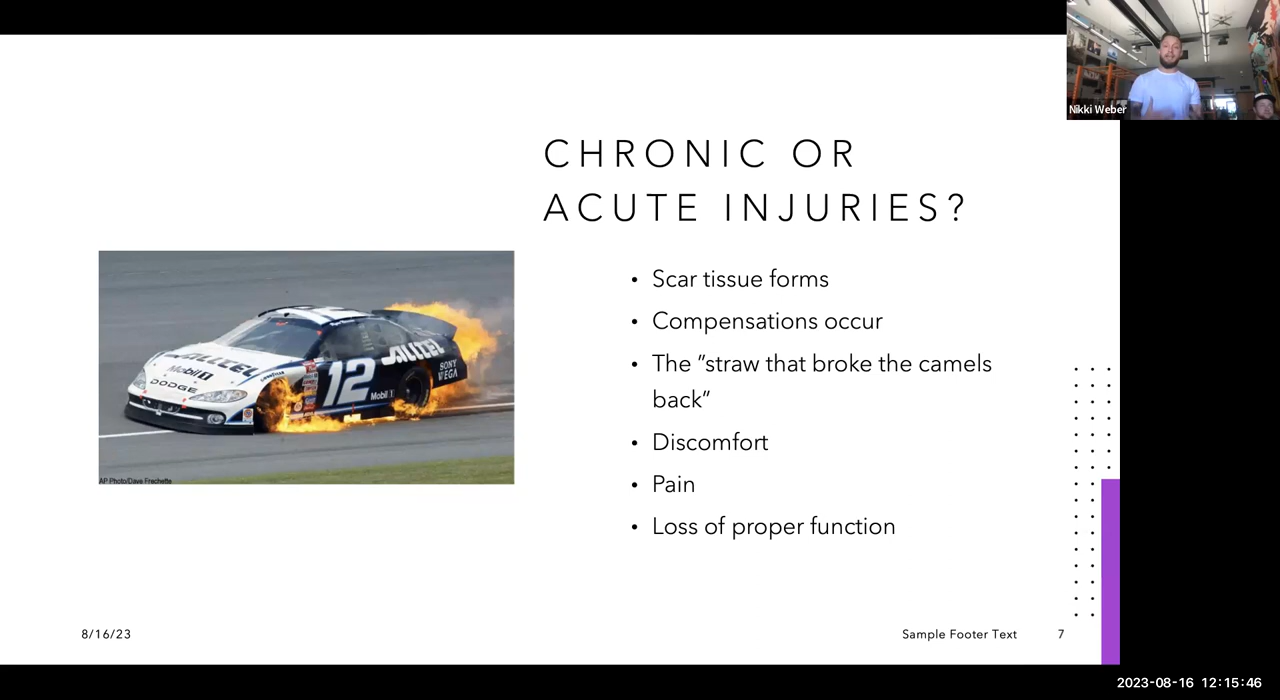 Nikki Weber
CHRONIC OR
ACUTE INJURIES?
ALLTEL
Mobil 1
DODGE
12
ALLTEL
SONY
WEGA
Mobil 1
AP Photo/Dave Frechette
• Scar tissue forms
• Compensations occur
• The "straw that broke the camels
back"
• Discomfort
• Pain
• Loss of proper function
8/16/23
Sample Footer Text
7
2023-08-16 12:15:46